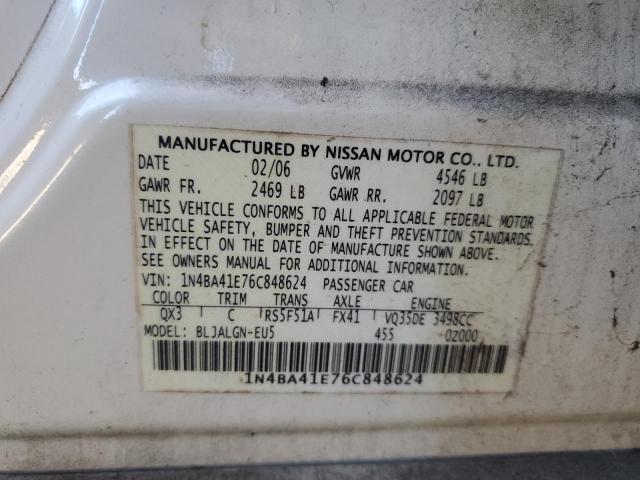 MANUFACTURED BY NISSAN MOTOR CO., LTD.
DATE 02/06 GVWR 4546 LB
GAWR FR. 2469 LB GAWR RR. 2097 LB
THIS VEHICLE CONFORMS TO ALL APPLICABLE FEDERAL MOTOR
VEHICLE SAFETY, BUMPER AND THEFT PREVENTION STANDARDS
IN EFFECT ON THE DATE OF MANUFACTURE SHOWN ABOVE.
SEE OWNERS MANUAL FOR ADDITIONAL INFORMATION.
VIN: 1N4BA41E76C848624 PASSENGER CAR
COLOR TRIM TRANS AXLE ENGINE
QX3 C RS5F51A FX41 VQ35DE 3498CC
MODEL: BLJALGN-EU5 455 0Z000
1N4BA41E76C848624